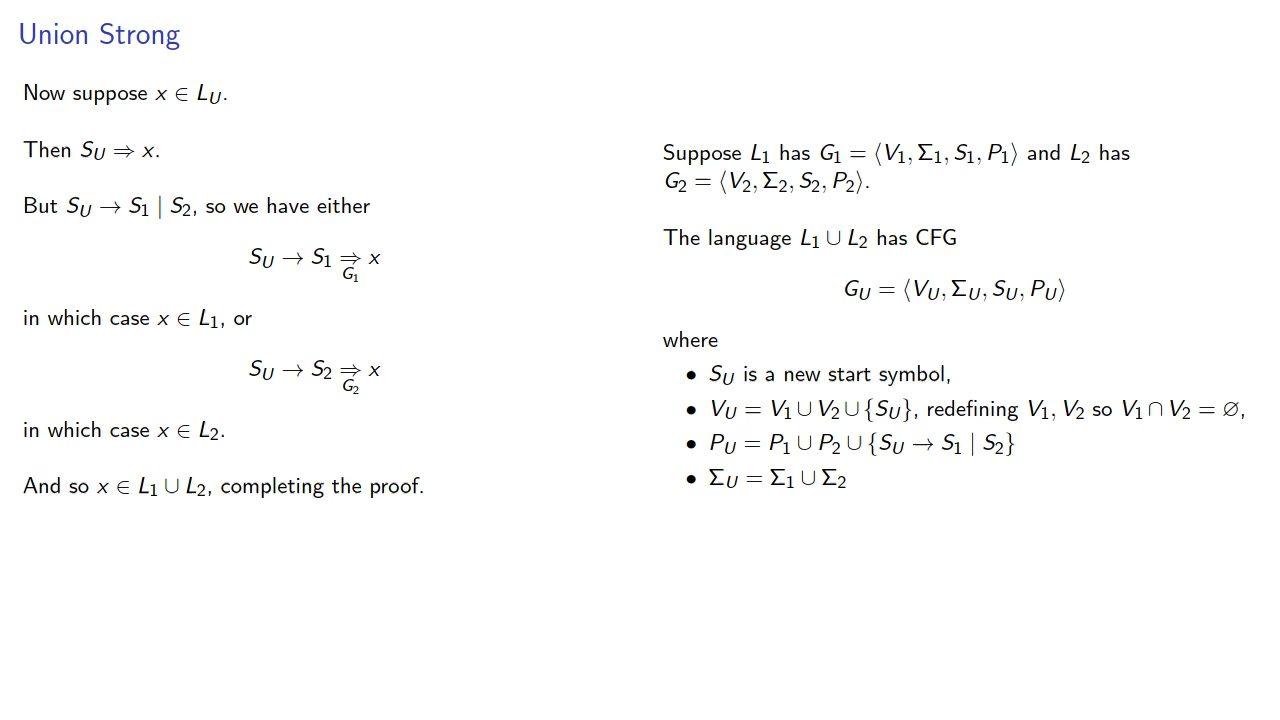 Union Strong
Now suppose x ∈ L_U.
Then S_U ⇒ x.
But S_U → S_1 | S_2, so we have either
S_U → S_1 ⇒_{G_1} x
in which case x ∈ L_1, or
S_U → S_2 ⇒_{G_2} x
in which case x ∈ L_2.
And so x ∈ L_1 ∪ L_2, completing the proof.
Suppose L_1 has G_1 = ⟨V_1, Σ_1, S_1, P_1⟩ and L_2 has
G_2 = ⟨V_2, Σ_2, S_2, P_2⟩.
The language L_1 ∪ L_2 has CFG
G_U = ⟨V_U, Σ_U, S_U, P_U⟩
where
• S_U is a new start symbol,
• V_U = V_1 ∪ V_2 ∪ {S_U}, redefining V_1, V_2 so V_1 ∩ V_2 = ∅,
• P_U = P_1 ∪ P_2 ∪ {S_U → S_1 | S_2}
• Σ_U = Σ_1 ∪ Σ_2